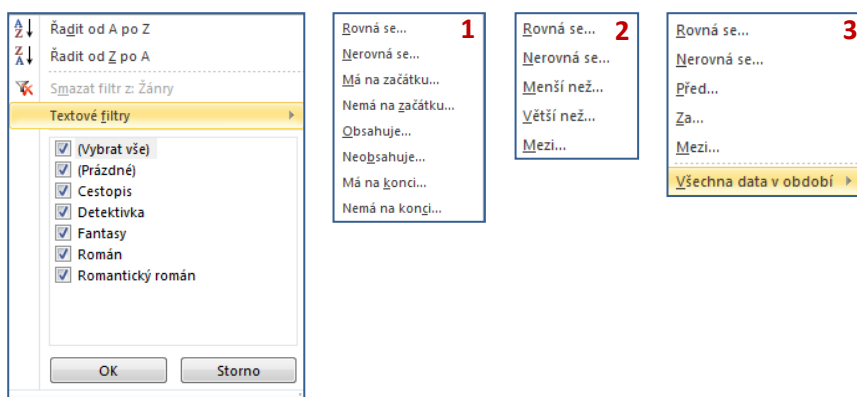 Řadit od A po Z
Řadit od Z po A
Smazat filtr z: Žánry
Textové filtry
(Vybrat vše)
(Prázdné)
Cestopis
Detektivka
Fantasy
Román
Romantický román
OK
Storno
1
Rovná se...
Nerovná se...
Má na začátku...
Nemá na začátku...
Obsahuje...
Neobsahuje...
Má na konci...
Nemá na konci...
2
Rovná se...
Nerovná se...
Menší než...
Větší než...
Mezi...
3
Rovná se...
Nerovná se...
Před...
Za...
Mezi...
Všechna data v období